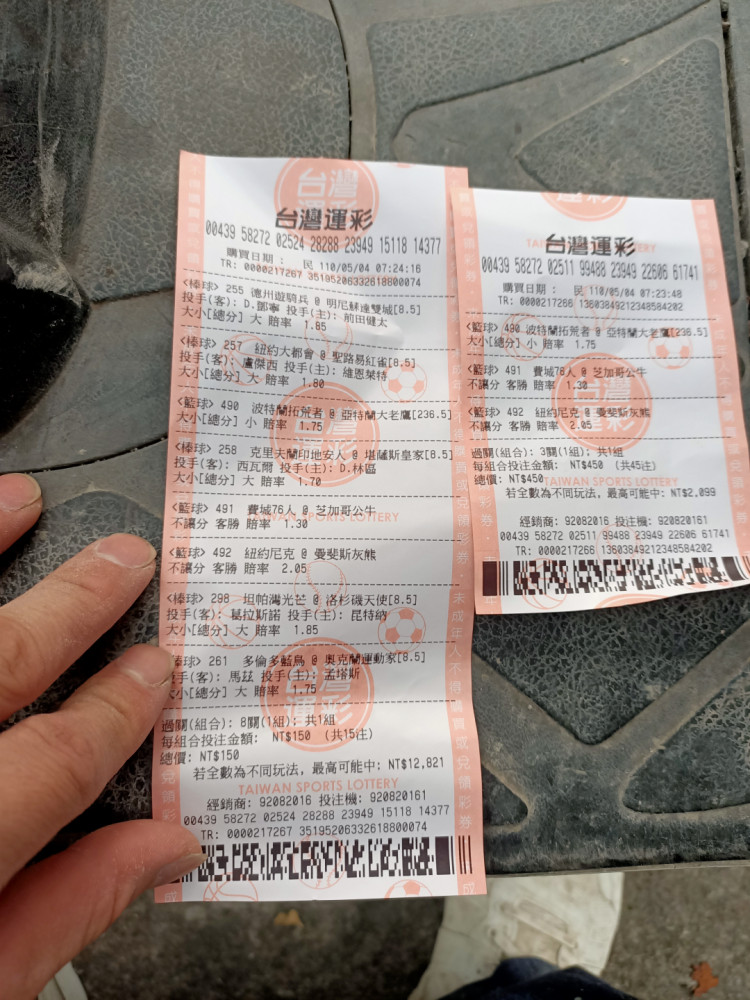 台灣運彩
00439 58272 02524 28288 23949 15118 14377
購買日期: 民 110/05/04 07:24:16
TR: 0000217267 35195206332618800074
<棒球> 255 德州遊騎兵 @ 明尼蘇達雙城[8.5]
投手(客): D.鄧寧 投手(主): 前田健太
大小[總分] 大 賠率 1.85
<棒球> 257 紐約大都會 @ 聖路易紅雀[8.5]
投手(客): 盧傑西 投手(主): 維恩萊特
大小[總分] 大 賠率 1.80
<籃球> 490 波特蘭拓荒者 @ 亞特蘭大老鷹[236.5]
大小[總分] 小 賠率 1.75
<棒球> 258 克里夫蘭印地安人 @ 堪薩斯皇家[8.5]
投手(客): 西瓦爾 投手(主): D.林區
大小[總分] 大 賠率 1.70
<籃球> 491 費城76人 @ 芝加哥公牛
不讓分 客勝 賠率 1.30
TAIWAN SPORTS LOTTERY
<籃球> 492 紐約尼克 @ 曼斐斯灰熊
不讓分 客勝 賠率 2.05
<棒球> 298 坦帕灣光芒 @ 洛杉磯天使[8.5]
投手(客): 葛拉斯諾 投手(主): 昆特納
大小[總分] 大 賠率 1.85
棒球> 261 多倫多藍鳥 @ 奧克蘭運動家[8.5]
手(客): 馬茲 投手(主): 孟塔斯
大小[總分] 大 賠率 1.75
台灣運彩
過關(組合): 8關(1組): 共1組
每組合投注金額: NT$150 (共15注)
總價: NT$150
若全數為不同玩法, 最高可能中: NT$12,821
TAIWAN SPORTS LOTTERY
經銷商: 92082016 投注機: 920820161
00439 58272 02524 28288 23949 15118 14377
TR: 0000217267 35195206332618800074
台灣運彩
00439 58272 02511 99488 23949 22606 61741
購買日期: 民 110/05/04 07:23:48
TR: 0000217266 13603849212348584202
<籃球> 490 波特蘭拓荒者 @ 亞特蘭大老鷹[236.5]
大小[總分] 小 賠率 1.75
<籃球> 491 費城76人 @ 芝加哥公牛
不讓分 客勝 賠率 1.30
<籃球> 492 紐約尼克 @ 曼斐斯灰熊
不讓分 客勝 賠率 2.05
過關(組合): 3關(1組): 共1組
每組合投注金額: NT$450 (共45注)
總價: NT$450
TAIWAN SPORTS LOTTERY
若全數為不同玩法, 最高可能中: NT$2,099
經銷商: 92082016 投注機: 920820161
00439 58272 02511 99488 23949 22606 61741
TR: 0000217266 13603849212348584202